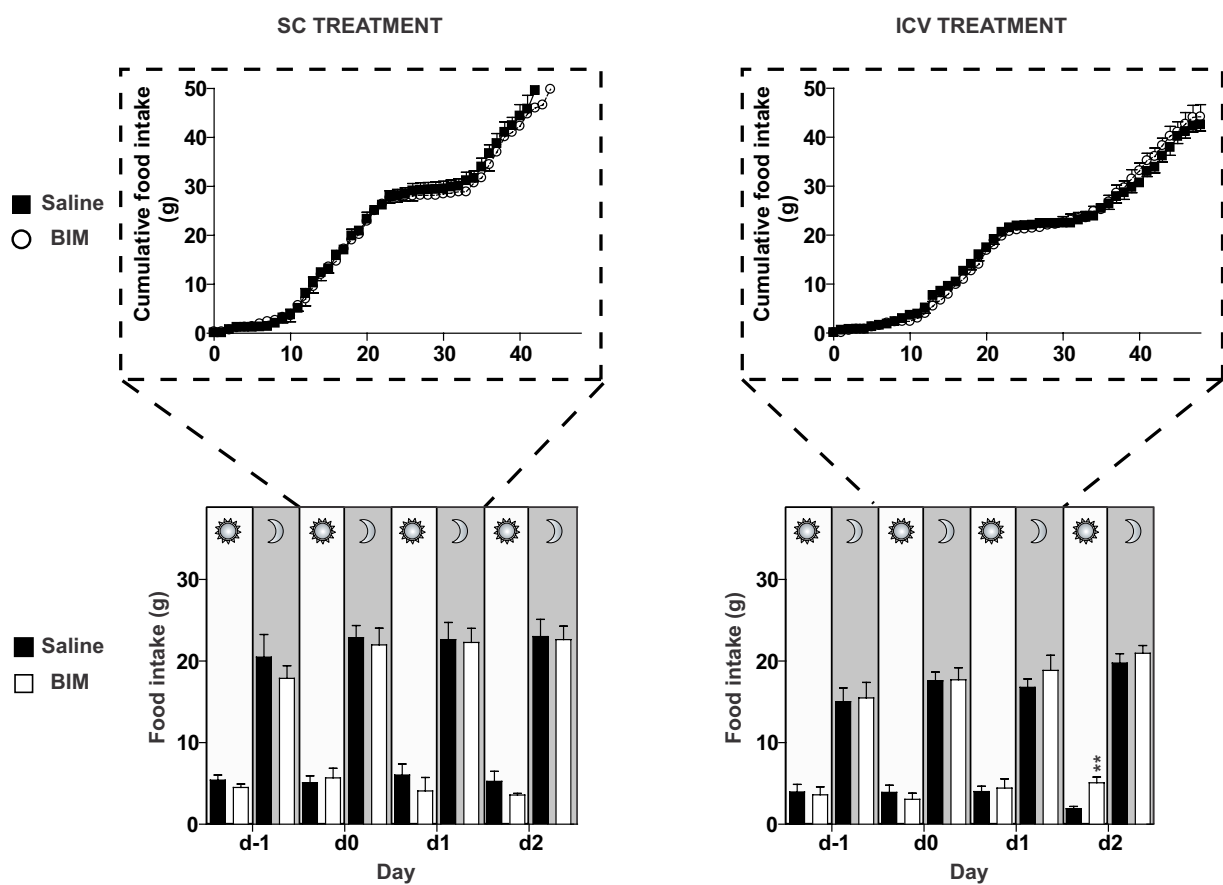 SC TREATMENT
ICV TREATMENT
Saline
BIM
Cumulative food intake
(g)
50
40
30
20
10
0
0 10 20 30 40
Cumulative food intake
(g)
50
40
30
20
10
0
0 10 20 30 40
Saline
BIM
Food intake (g)
30
20
10
0
d-1 d0 d1 d2
Day
Food intake (g)
30
20
10
0
**
d-1 d0 d1 d2
Day